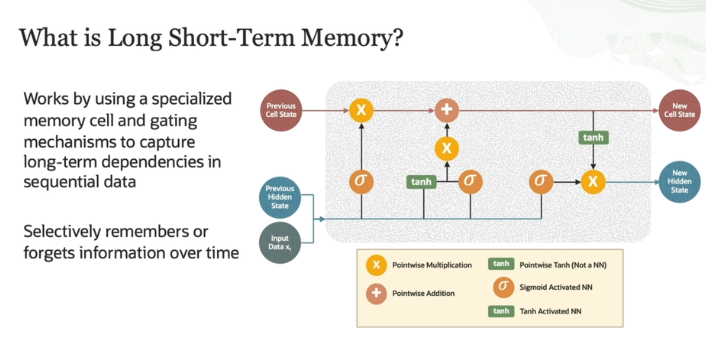 What is Long Short-Term Memory?
Works by using a specialized
memory cell and gating
mechanisms to capture
long-term dependencies in
sequential data
Selectively remembers or
forgets information over time
Previous
Cell State
X
+
New
Cell State
tanh
X
σ
tanh
σ
σ
X
Previous
Hidden
State
New
Hidden
State
Input
Data xₜ
X Pointwise Multiplication
+ Pointwise Addition
tanh Pointwise Tanh (Not a NN)
σ Sigmoid Activated NN
tanh Tanh Activated NN